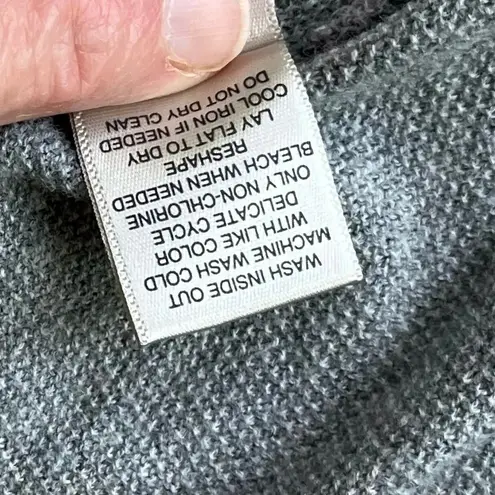 WASH INSIDE OUT
MACHINE WASH COLD
WITH LIKE COLOR
DELICATE CYCLE
ONLY NON-CHLORINE
BLEACH WHEN NEEDED
RESHAPE
LAY FLAT TO DRY
COOL IRON IF NEEDED
DO NOT DRY CLEAN